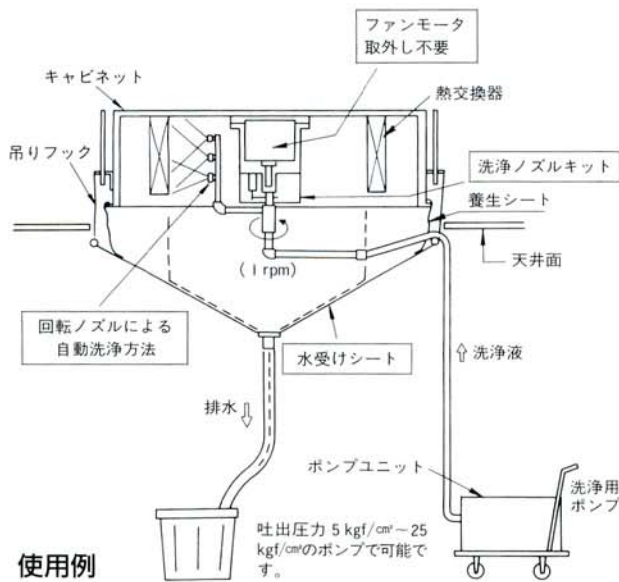 ファンモータ
取外し不要
キャビネット
熱交換器
吊りフック
洗浄ノズルキット
養生シート
(1rpm)
天井面
回転ノズルによる
自動洗浄方法
水受けシート
洗浄液
排水
ポンプユニット
洗浄用
ポンプ
吐出圧力 5 kgf/cm²～25
kgf/cm²のポンプで可能で
す。
使用例